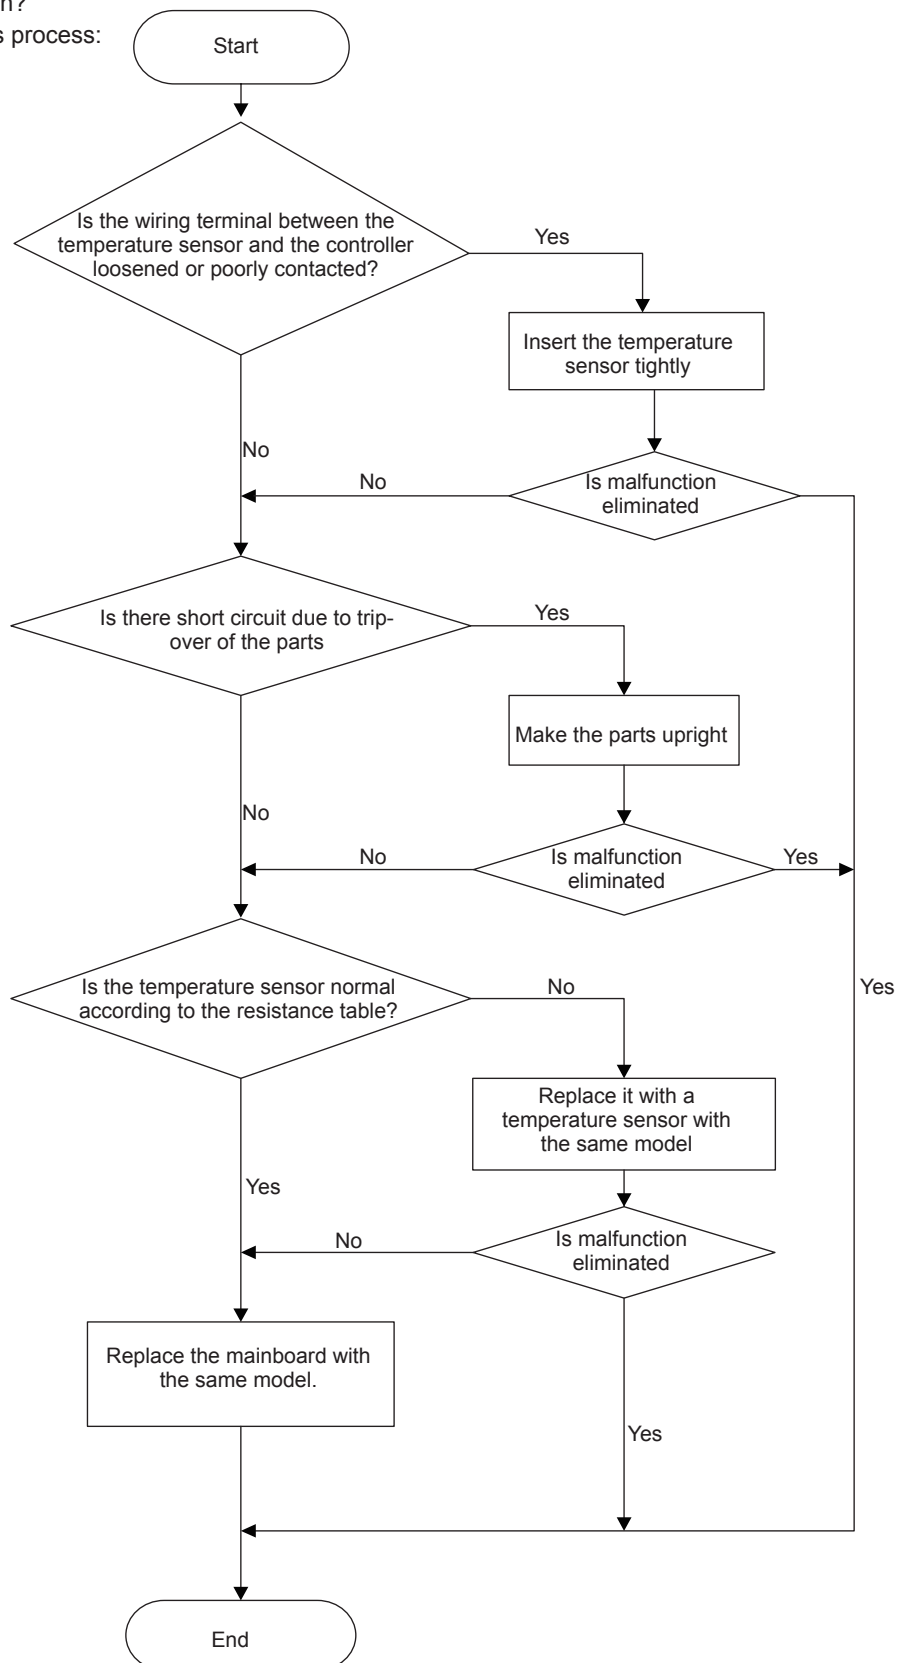 n?
s process:
Start
Is the wiring terminal between the
temperature sensor and the controller
loosened or poorly contacted?
Yes
Insert the temperature
sensor tightly
No
No
Is malfunction
eliminated
Is there short circuit due to trip-
over of the parts
Yes
Make the parts upright
No
No
Is malfunction
eliminated
Yes
Is the temperature sensor normal
according to the resistance table?
No
Yes
Replace it with a
temperature sensor with
the same model
Yes
No
Is malfunction
eliminated
Replace the mainboard with
the same model.
Yes
End